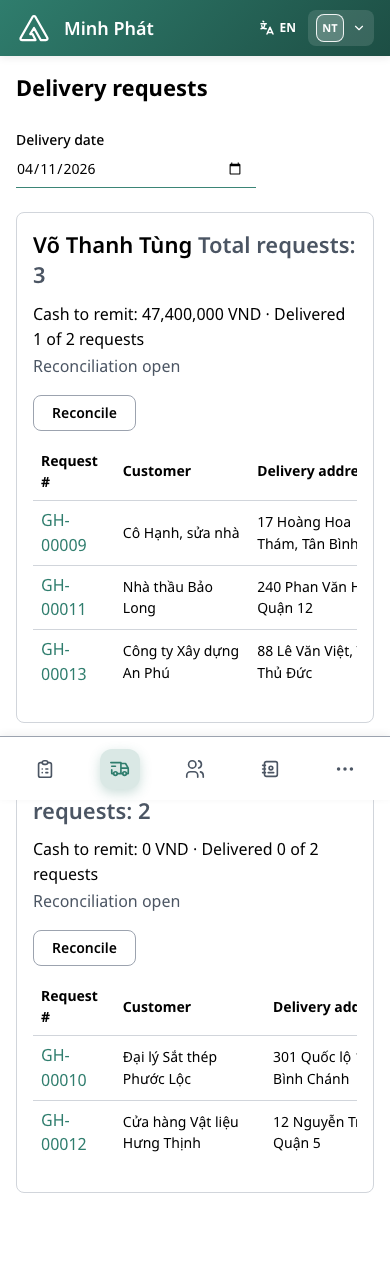 Minh Phát
EN
NT
Delivery requests
Delivery date
04/11/2026
Võ Thanh Tùng Total requests:
3
Cash to remit: 47,400,000 VND · Delivered
1 of 2 requests
Reconciliation open
Reconcile
Request
#
Customer
Delivery addre
GH-
00009
Cô Hạnh, sửa nhà
17 Hoàng Hoa
Thám, Tân Bình
GH-
00011
Nhà thầu Bảo
Long
240 Phan Văn H
Quận 12
GH-
00013
Công ty Xây dựng
An Phú
88 Lê Văn Việt,
Thủ Đức
requests: 2
Cash to remit: 0 VND · Delivered 0 of 2
requests
Reconciliation open
Reconcile
Request
#
Customer
Delivery add
GH-
00010
Đại lý Sắt thép
Phước Lộc
301 Quốc lộ
Bình Chánh
GH-
00012
Cửa hàng Vật liệu
Hưng Thịnh
12 Nguyễn
Quận 5